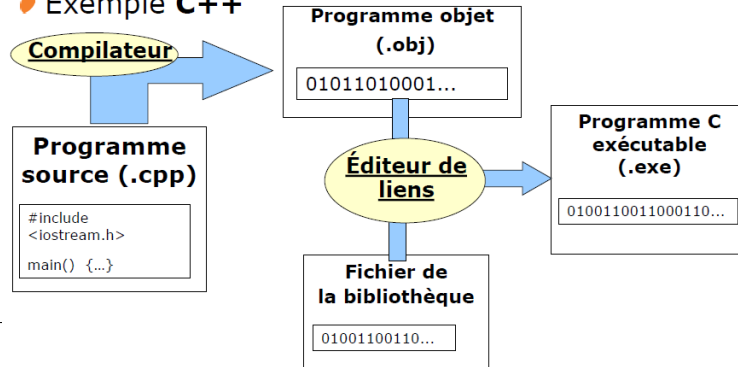 Exemple C++
Compilateur
Programme
source (.cpp)
#include
<iostream.h>
main() {…}
Programme objet
(.obj)
01011010001...
Éditeur de
liens
Fichier de
la bibliothèque
01001100110...
Programme C
exécutable
(.exe)
0100110011000110...